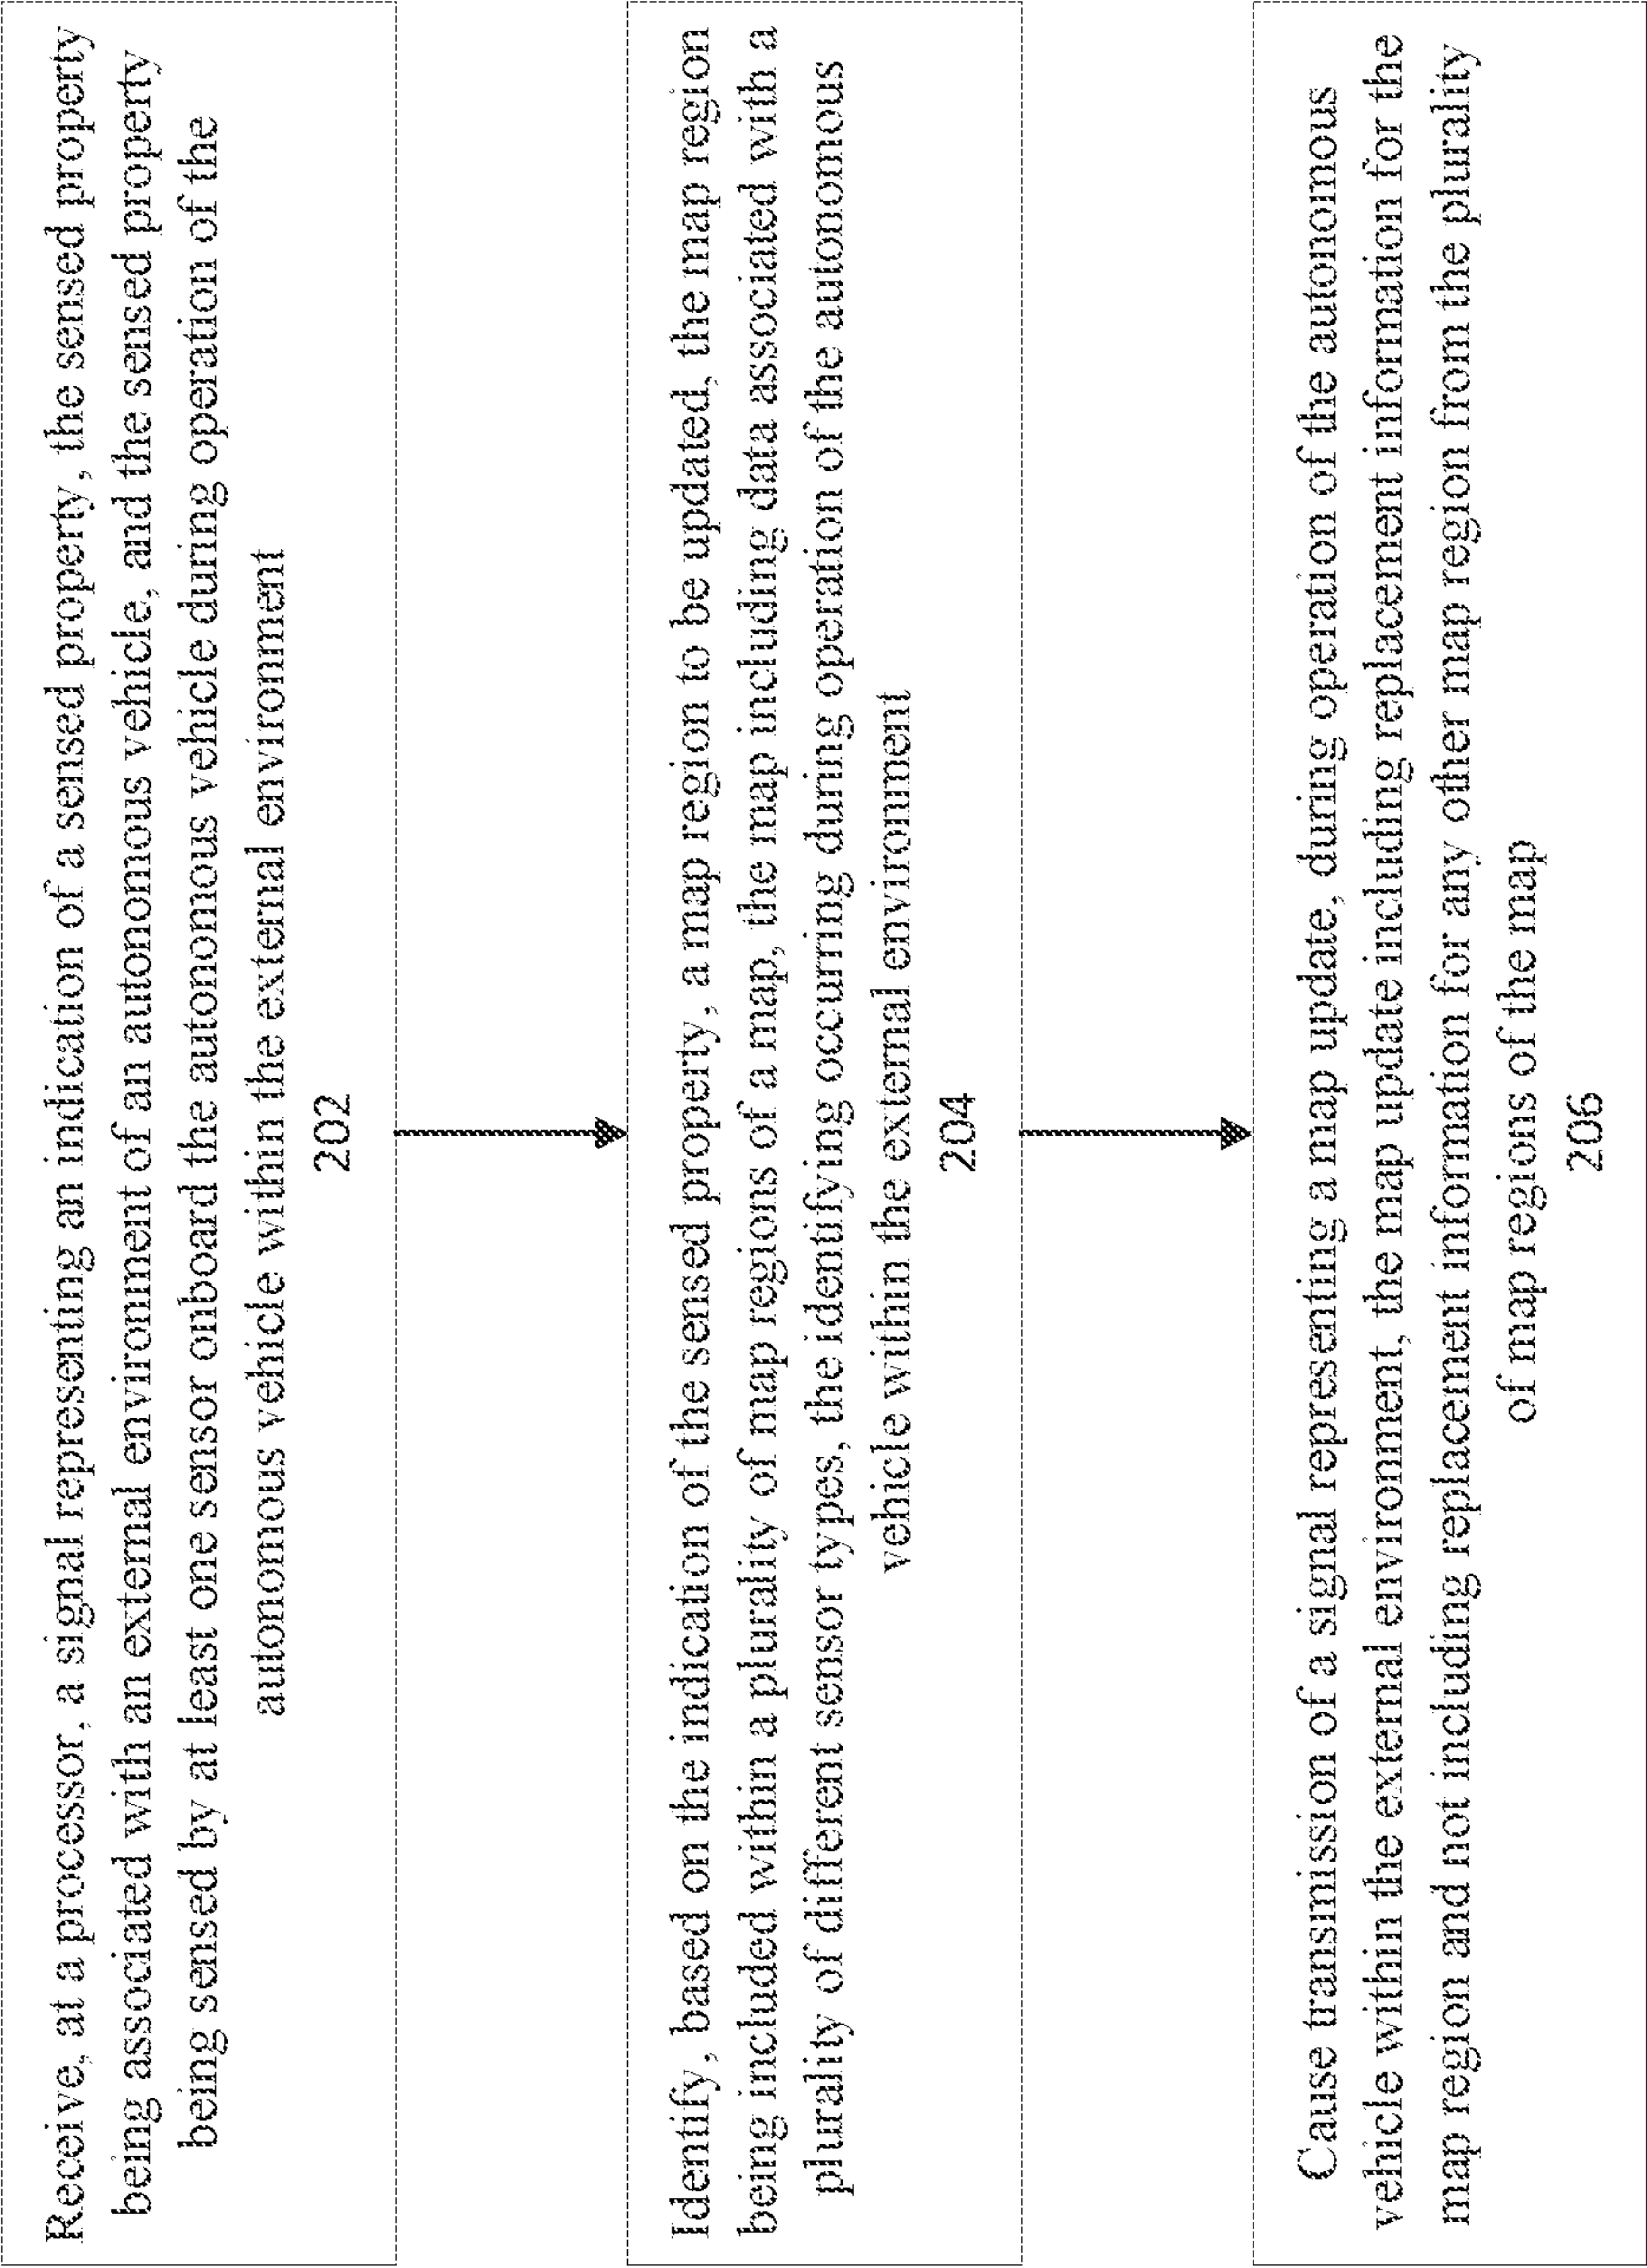 Receive, at a processor, a signal representing an indication of a sensed property, the sensed property
being associated with an external environment of an autonomous vehicle, and the sensed property
being sensed by at least one sensor onboard the autonomous vehicle during operation of the
autonomous vehicle within the external environment
202
Identify, based on the indication of the sensed property, a map region to be updated, the map region
being included within a plurality of map regions of a map, the map including data associated with a
plurality of different sensor types, the identifying occurring during operation of the autonomous
vehicle within the external environment
204
Cause transmission of a signal representing a map update, during operation of the autonomous
vehicle within the external environment, the map update including replacement information for the
map region and not including replacement information for any other map region from the plurality
of map regions of the map
206